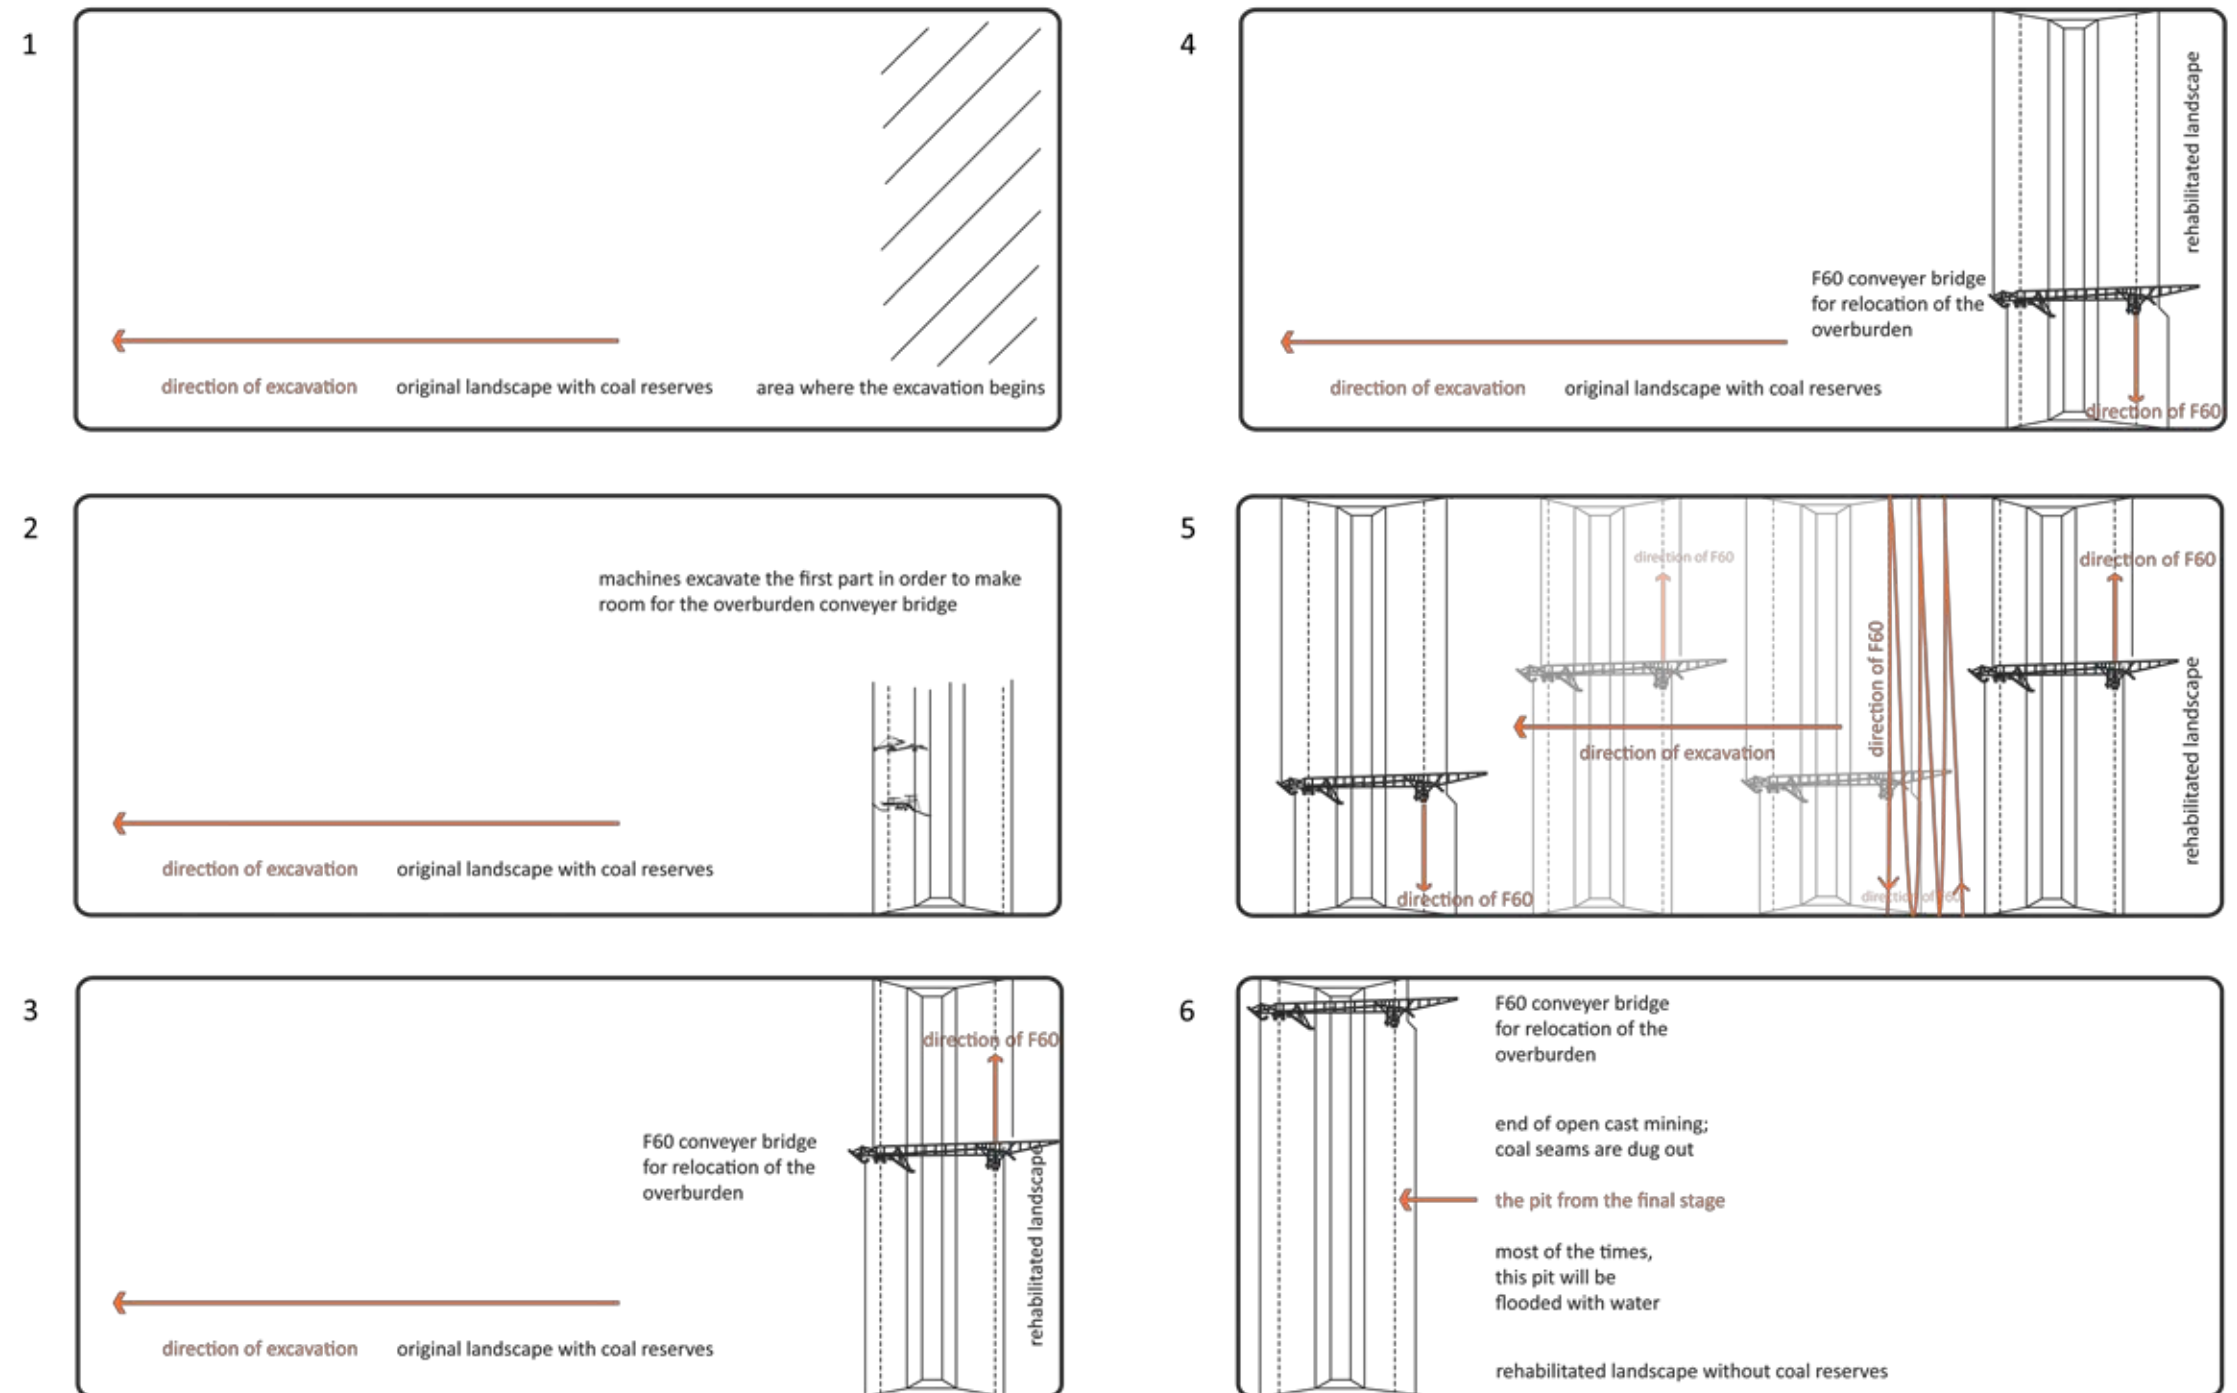 1
direction of excavation
original landscape with coal reserves
area where the excavation begins
2
machines excavate the first part in order to make
room for the overburden conveyer bridge
direction of excavation
original landscape with coal reserves
3
direction of F60
F60 conveyer bridge
for relocation of the
overburden
rehabilitated landscape
direction of excavation
original landscape with coal reserves
4
rehabilitated landscape
F60 conveyer bridge
for relocation of the
overburden
direction of excavation
original landscape with coal reserves
direction of F60
5
direction of F60
direction of F60
direction of F60
direction of excavation
rehabilitated landscape
direction of F60
direction of F60
6
F60 conveyer bridge
for relocation of the
overburden
end of open cast mining;
coal seams are dug out
the pit from the final stage
most of the times,
this pit will be
flooded with water
rehabilitated landscape without coal reserves